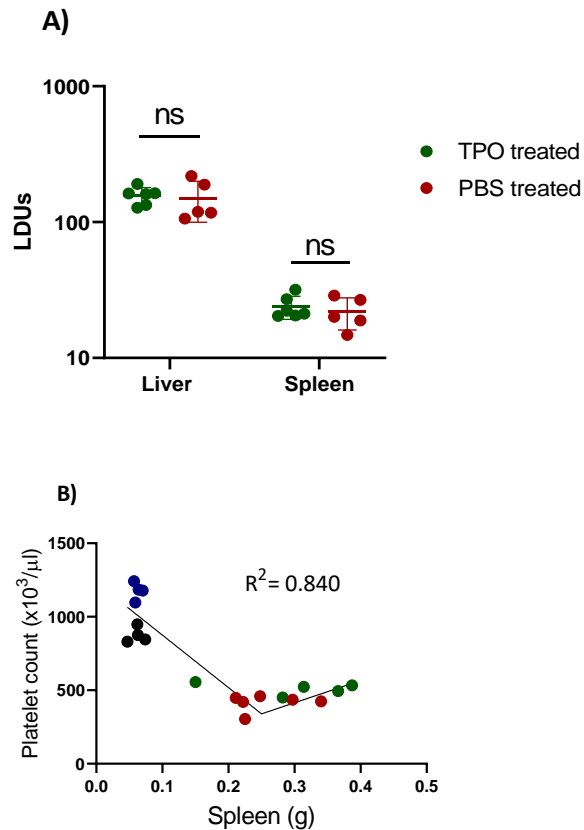 A)
1000
100
10
LDUs
ns
ns
Liver
Spleen
TPO treated
PBS treated
B)
1500
1000
500
0
Platelet count (x10³/µl)
R² = 0.840
0.0 0.1 0.2 0.3 0.4 0.5
Spleen (g)